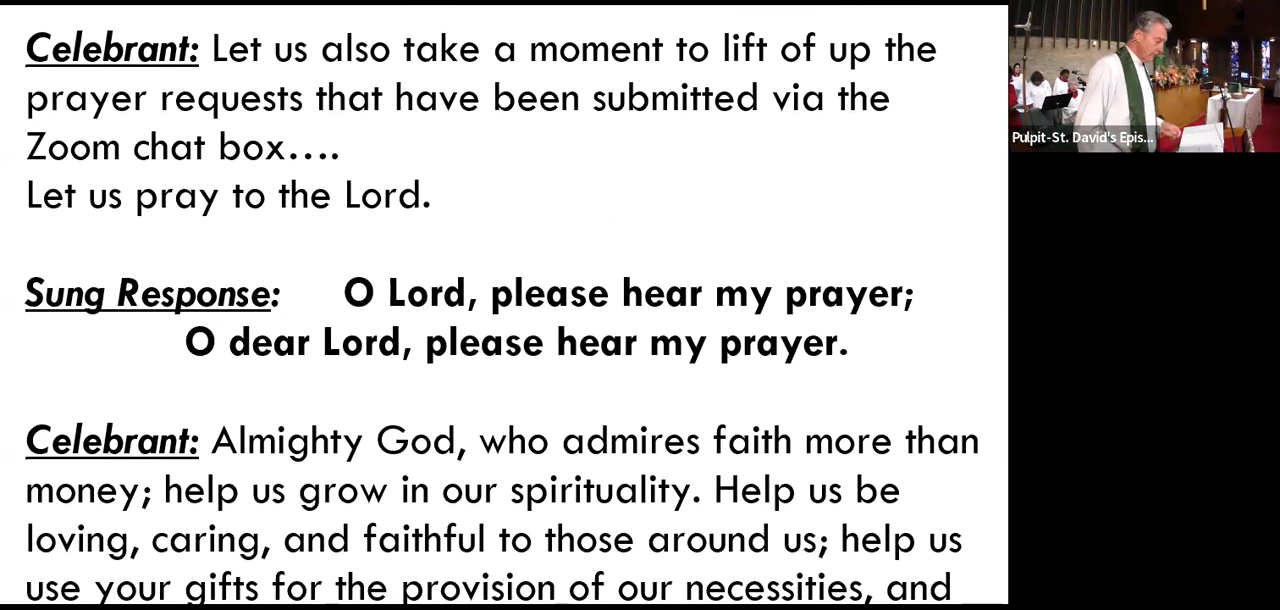 Celebrant: Let us also take a moment to lift of up the
prayer requests that have been submitted via the
Zoom chat box....
Let us pray to the Lord.
Sung Response: O Lord, please hear my prayer;
O dear Lord, please hear my prayer.
Celebrant: Almighty God, who admires faith more than
money; help us grow in our spirituality. Help us be
loving, caring, and faithful to those around us; help us
use your gifts for the provision of our necessities, and
Pulpit-St. David's Epis...